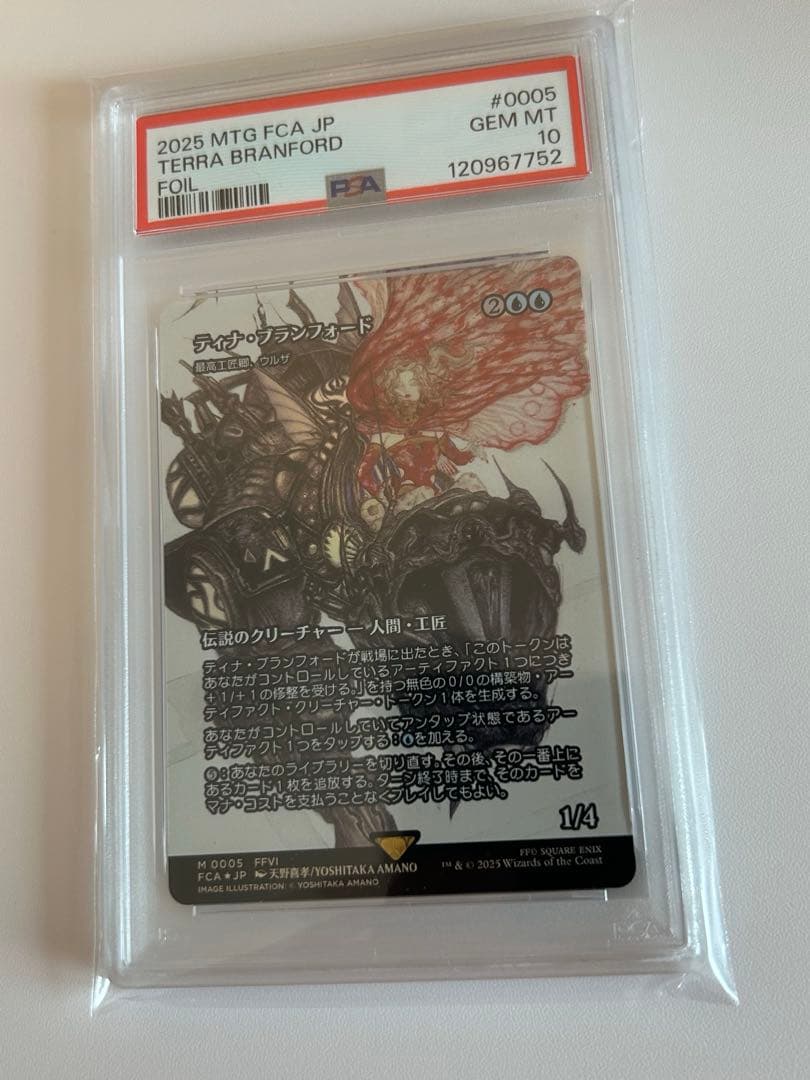 2025 MTG FCA JP
#0005
TERRA BRANFORD
GEM MT
FOIL
10
PSA
120967752
ティナ・ブランフォード
2
最高工匠卿、ウルザ
伝説のクリーチャー ― 人間・工匠
ティナ・ブランフォードが戦場に出たとき、「このトークンは
あなたがコントロールしているアーティファクト1つにつき
+1/+1の修整を受ける。」を持つ無色の0/0の構築物・アー
ティファクト・クリーチャー・トークン1体を生成する。
あなたがコントロールしていてアンタップ状態であるアー
ティファクト1つをタップする:を加える。
:あなたのライブラリーを切り直す。その後、その一番上に
あるカード1枚を追放する。ターン終了時まで、そのカードを
マナ・コストを支払うことなくプレイしてもよい。
1/4
M 0005 FFVI
FCA★JP 天野喜孝/YOSHITAKA AMANO
IMAGE ILLUSTRATION: © YOSHITAKA AMANO
FF© SQUARE ENIX
™ & © 2025 Wizards of the Coast